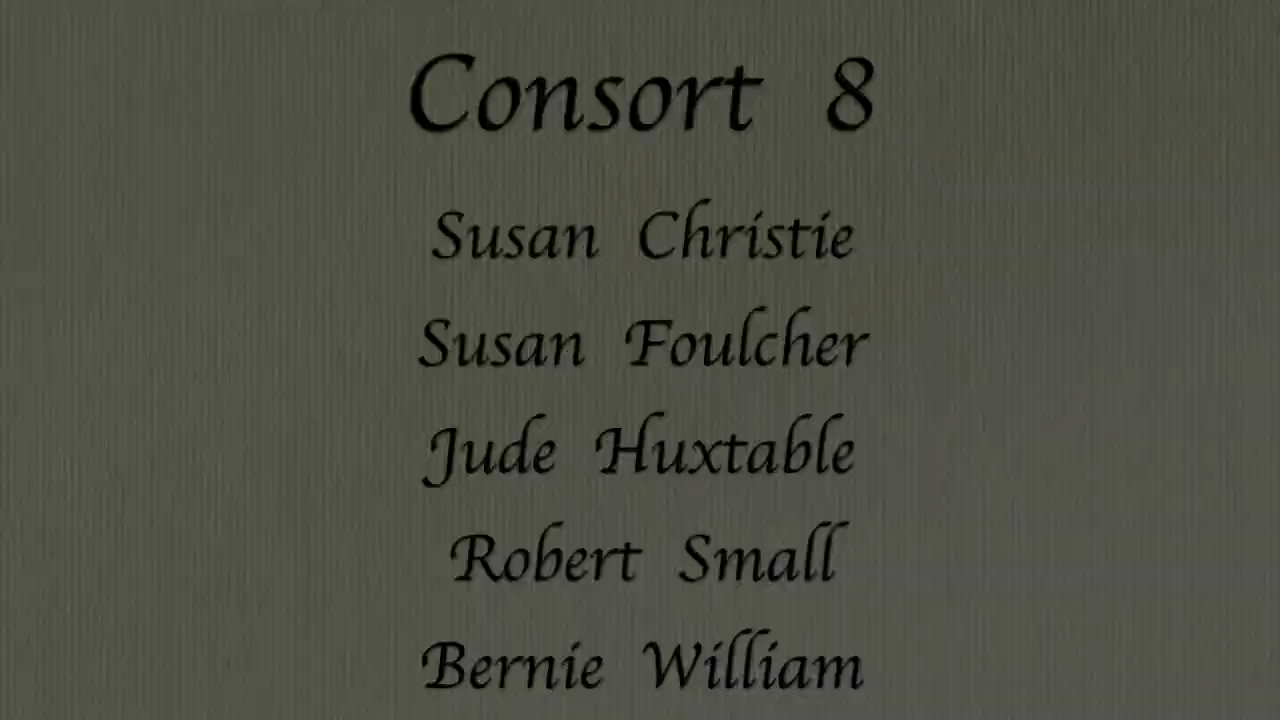 Consort 8
Susan Christie
Susan Foulcher
Jude Huxtable
Robert Small
Bernie William